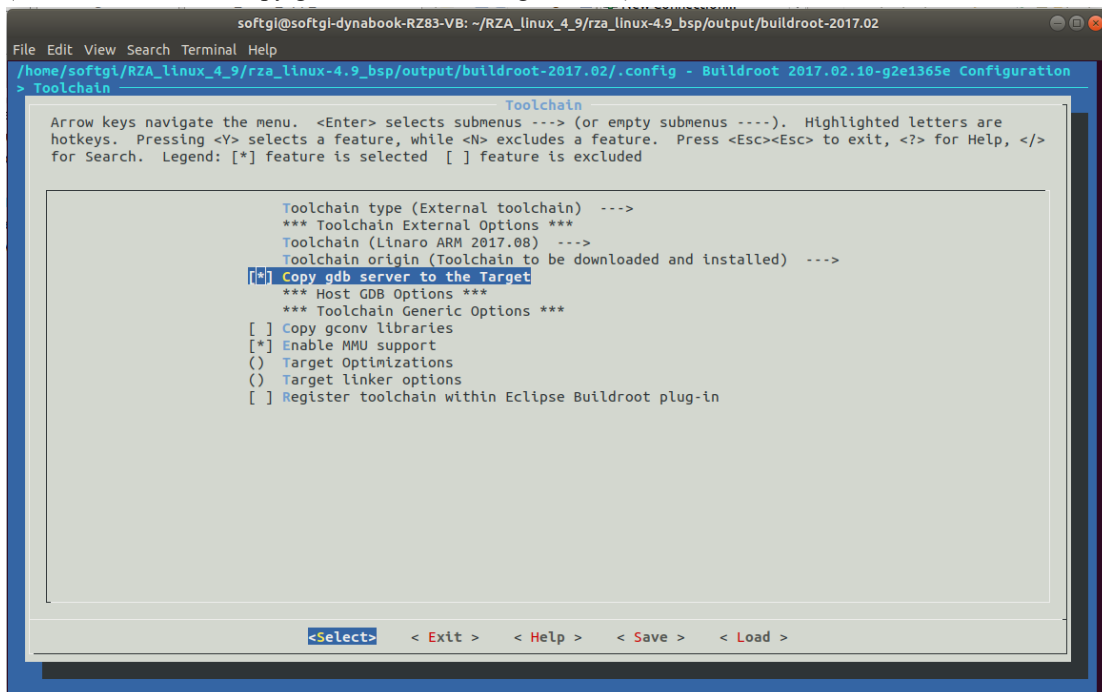 softgi@softgi-dynabook-RZ83-VB: ~/RZA_linux_4_9/rza_linux-4.9_bsp/output/buildroot-2017.02
File Edit View Search Terminal Help
/home/softgi/RZA_linux_4_9/rza_linux-4.9_bsp/output/buildroot-2017.02/.config - Buildroot 2017.02.10-g2e1365e Configuration
> Toolchain
Toolchain
Arrow keys navigate the menu. <Enter> selects submenus ---> (or empty submenus ----). Highlighted letters are
hotkeys. Pressing <Y> selects a feature, while <N> excludes a feature. Press <Esc><Esc> to exit, <?> for Help, </>
for Search. Legend: [*] feature is selected [ ] feature is excluded
Toolchain type (External toolchain) --->
*** Toolchain External Options ***
Toolchain (Linaro ARM 2017.08) --->
Toolchain origin (Toolchain to be downloaded and installed) --->
[*] Copy gdb server to the Target
*** Host GDB Options ***
*** Toolchain Generic Options ***
[ ] Copy gconv libraries
[*] Enable MMU support
() Target Optimizations
() Target linker options
[ ] Register toolchain within Eclipse Buildroot plug-in
<Select> < Exit > < Help > < Save > < Load >